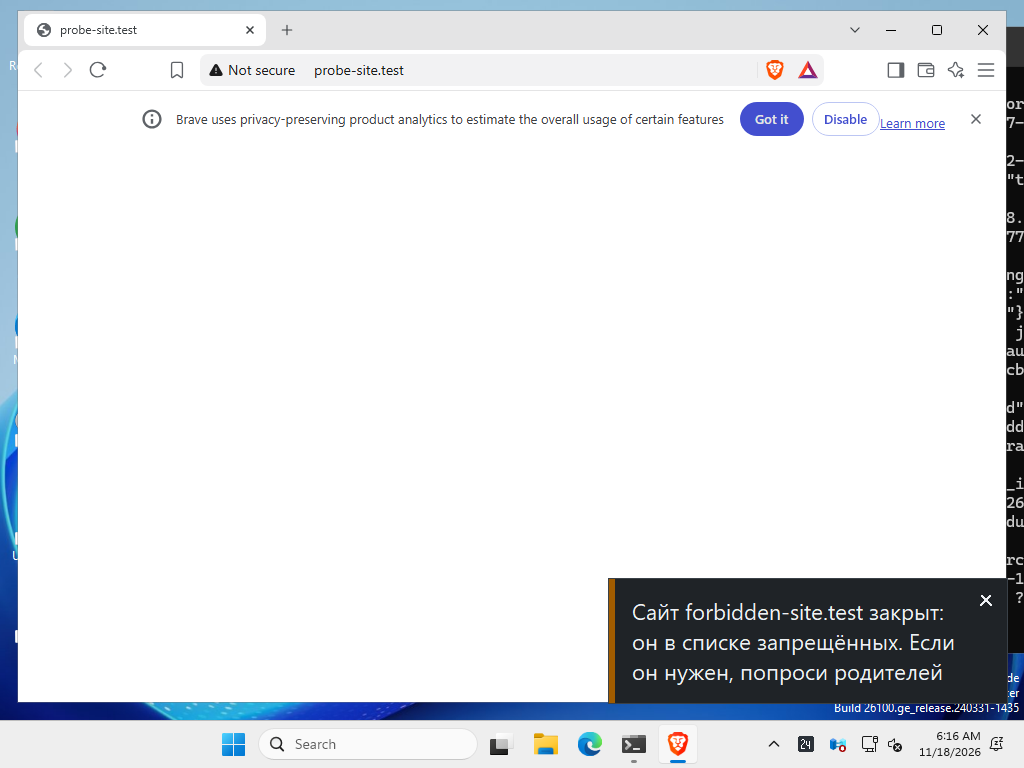 probe-site.test
Not secure probe-site.test
Brave uses privacy-preserving product analytics to estimate the overall usage of certain features Got it Disable Learn more
Сайт forbidden-site.test закрыт:
он в списке запрещённых. Если
он нужен, попроси родителей
Build 26100.ge_release.240331-1435
Search
24
6:16 AM
11/18/2026